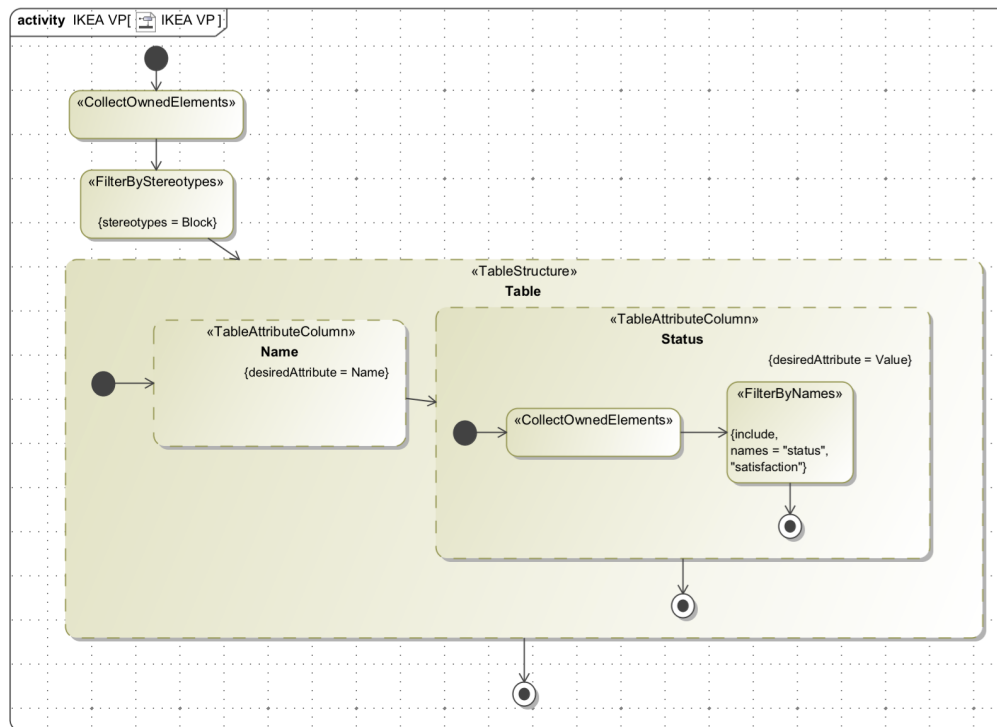 activity IKEA VP[ IKEA VP ]
«CollectOwnedElements»
«FilterByStereotypes»
{stereotypes = Block}
«TableStructure»
Table
«TableAttributeColumn»
Name
{desiredAttribute = Name}
«TableAttributeColumn»
Status
{desiredAttribute = Value}
«CollectOwnedElements»
«FilterByNames»
{include,
names = "status",
"satisfaction"}